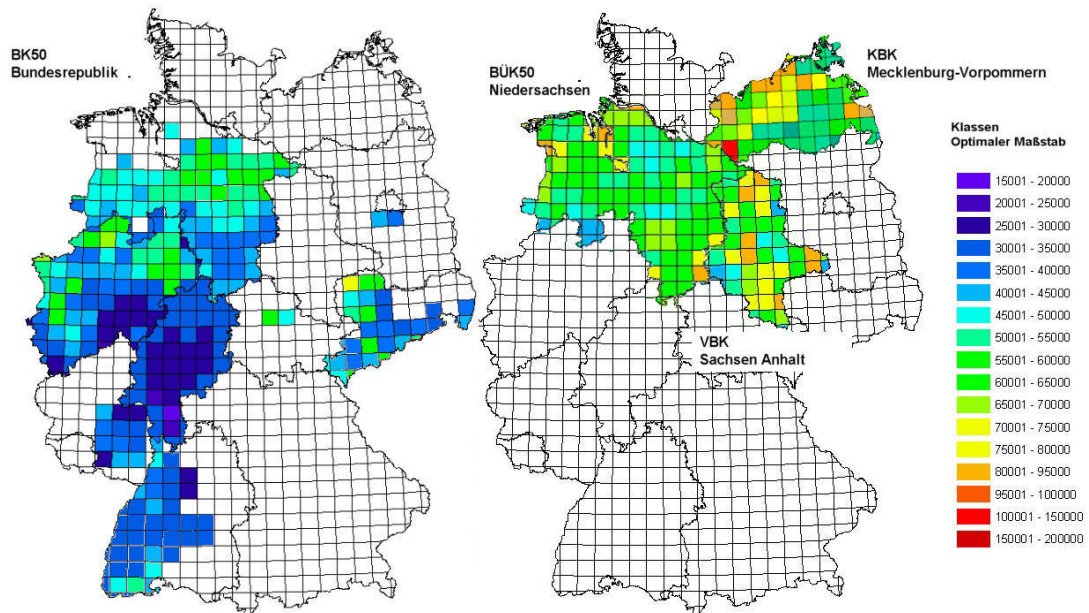 BK50
Bundesrepublik .
BÜK50
Niedersachsen
KBK
Mecklenburg-Vorpommern
VBK
Sachsen Anhalt
Klassen
Optimaler Maßstab
15001 - 20000
20001 - 25000
25001 - 30000
30001 - 35000
35001 - 40000
40001 - 45000
45001 - 50000
50001 - 55000
55001 - 60000
60001 - 65000
65001 - 70000
70001 - 75000
75001 - 80000
80001 - 95000
95001 - 100000
100001 - 150000
150001 - 200000